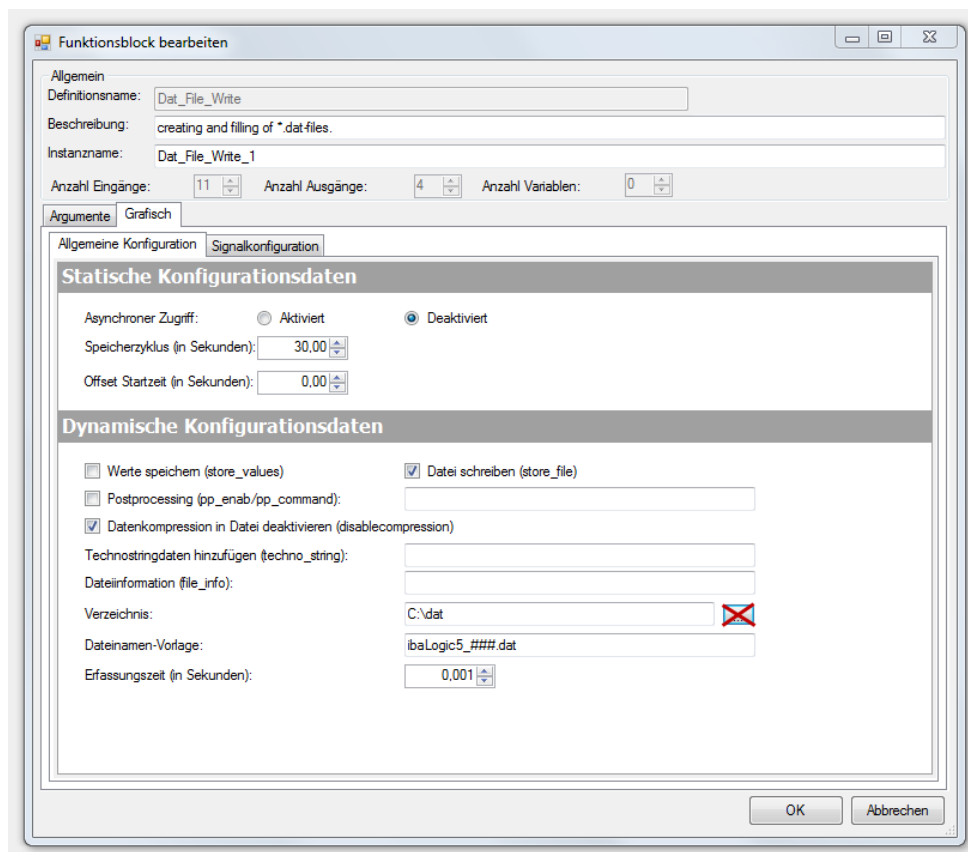 Funktionsblock bearbeiten
Allgemein
Definitionsname: Dat_File_Write
Beschreibung: creating and filling of *.dat-files.
Instanzname: Dat_File_Write_1
Anzahl Eingänge: 11 Anzahl Ausgänge: 4 Anzahl Variablen: 0
Argumente Grafisch
Allgemeine Konfiguration Signalkonfiguration
Statische Konfigurationsdaten
Asynchroner Zugriff: Aktiviert Deaktiviert
Speicherzyklus (in Sekunden): 30,00
Offset Startzeit (in Sekunden): 0,00
Dynamische Konfigurationsdaten
Werte speichern (store_values) Datei schreiben (store_file)
Postprocessing (pp_enab/pp_command):
Datenkompression in Datei deaktivieren (disablecompression)
Technostringdaten hinzufügen (techno_string):
Dateiinformation (file_info):
Verzeichnis: C:\dat ...
Dateinamen-Vorlage: ibaLogic5_###.dat
Erfassungszeit (in Sekunden): 0,001
OK Abbrechen